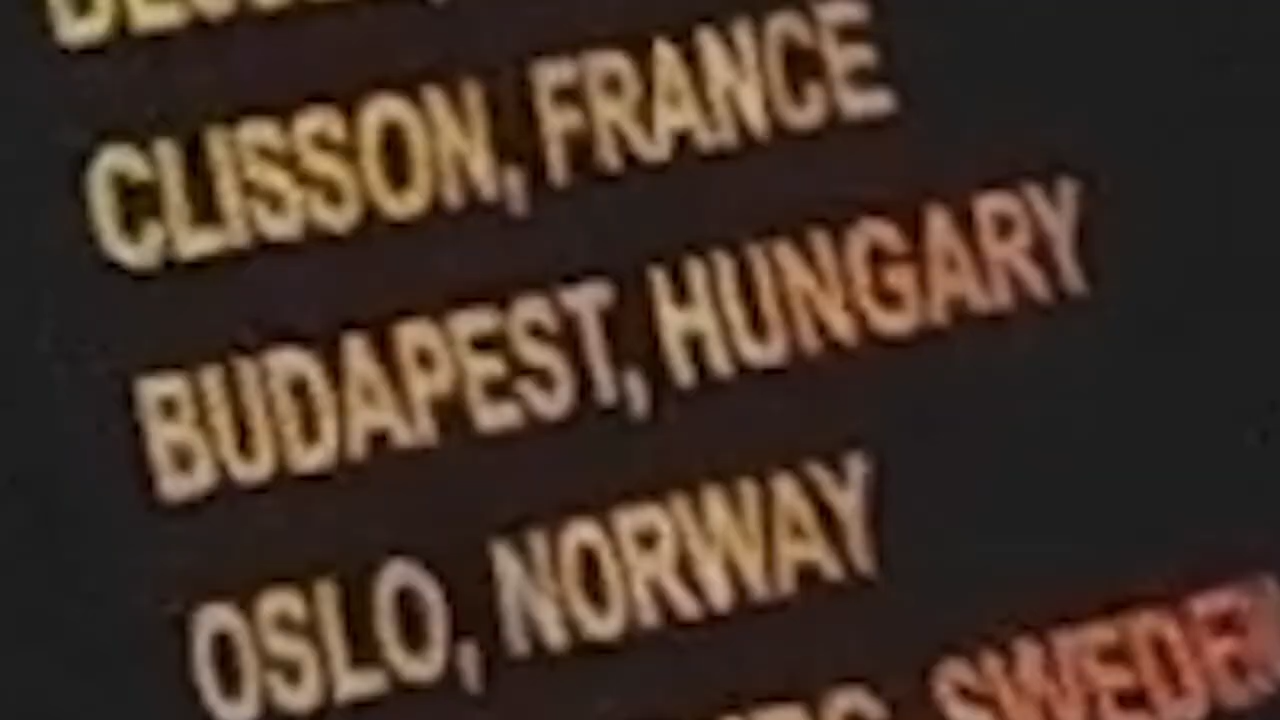 CLISSON, FRANCE
BUDAPEST, HUNGARY
OSLO, NORWAY
SWEDEN